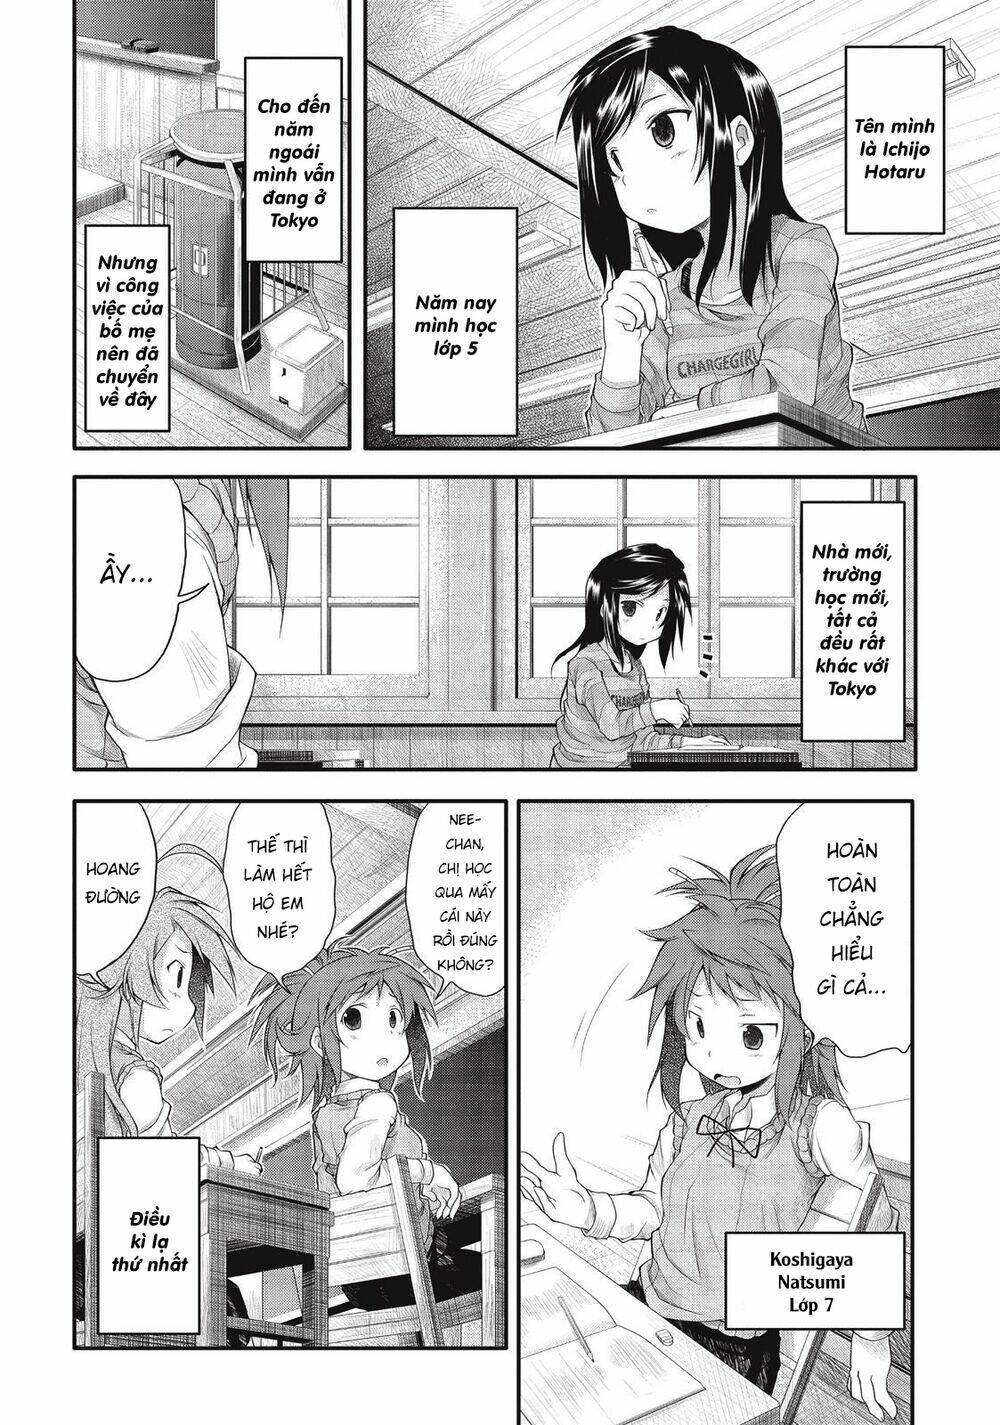 Tên mình
là Ichijo
Hotaru
CHARGEGIRL
Năm nay
mình học
lớp 5
Cho đến
năm
ngoái
mình vẫn
đang ở
Tokyo
Nhưng
vì công
việc của
bố mẹ
nên đã
chuyển
về đây
Nhà mới,
trường
học mới,
tất cả
đều rất
khác với
Tokyo
CHARGEGIRL
ẦY...
HOÀN
TOÀN
CHẲNG
HIỂU
GÌ CẢ...
Koshigaya
Natsumi
Lớp 7
NEE-
CHAN,
CHỊ HỌC
QUA MẤY
CÁI NÀY
RỒI ĐÚNG
KHÔNG?
THẾ THÌ
LÀM HẾT
HỘ EM
NHÉ?
HOANG
ĐƯỜNG
Điều
kì lạ
thứ nhất